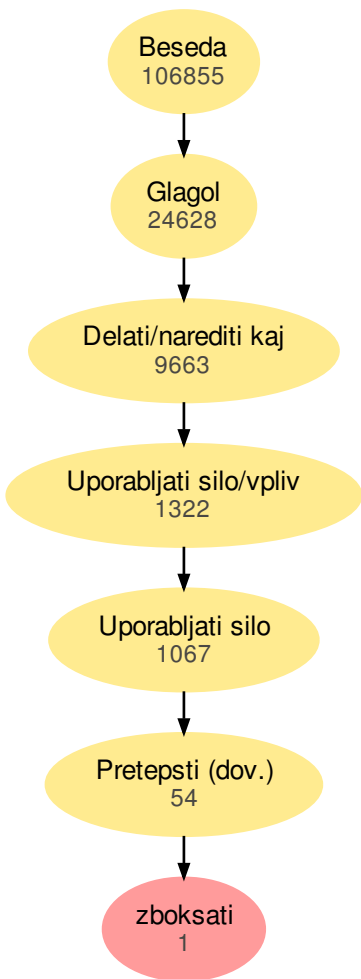 Beseda
106855
Glagol
24628
Delati/narediti kaj
9663
Uporabljati silo/vpliv
1322
Uporabljati silo
1067
Pretepsti (dov.)
54
zboksati
1